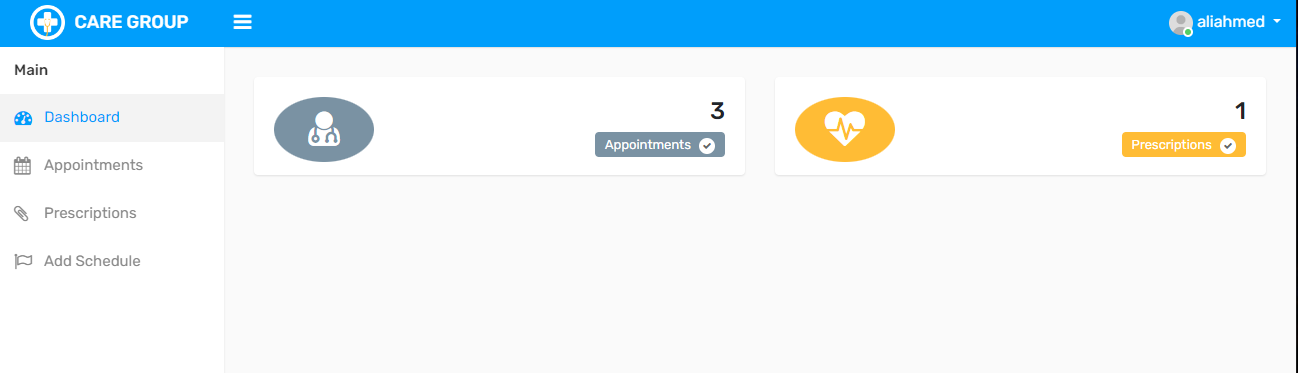 CARE GROUP
aliahmed
Main
Dashboard
Appointments
Prescriptions
Add Schedule
3
Appointments
1
Prescriptions